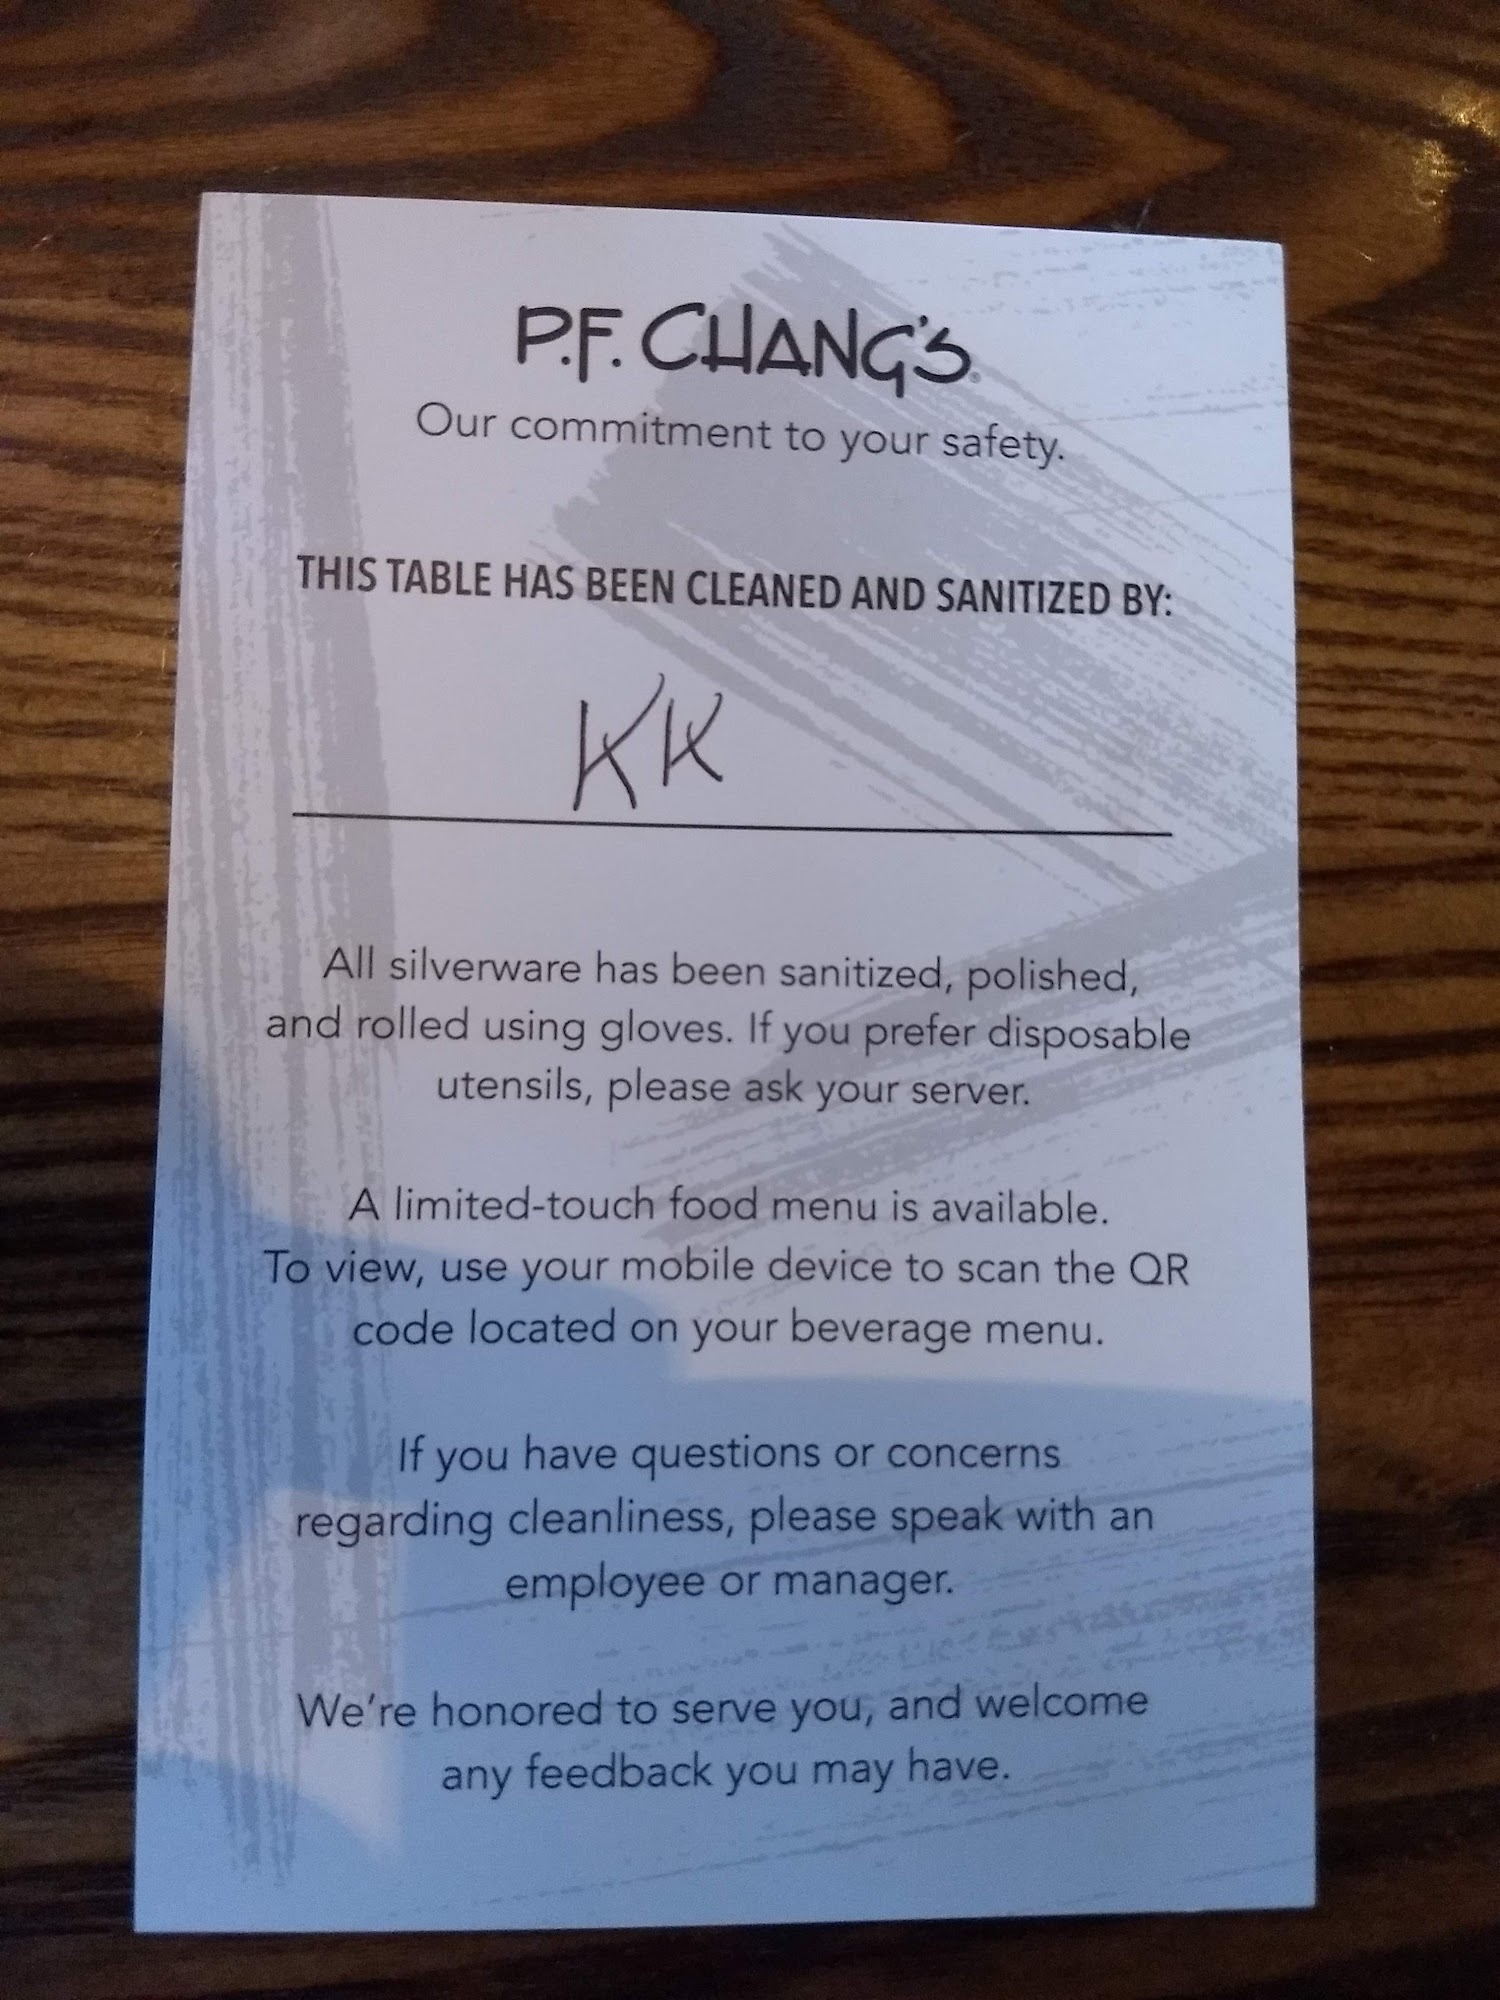 P.F. CHANG'S®
Our commitment to your safety.
THIS TABLE HAS BEEN CLEANED AND SANITIZED BY:
KK
All silverware has been sanitized, polished,
and rolled using gloves. If you prefer disposable
utensils, please ask your server.
A limited-touch food menu is available.
To view, use your mobile device to scan the QR
code located on your beverage menu.
If you have questions or concerns
regarding cleanliness, please speak with an
employee or manager.
We're honored to serve you, and welcome
any feedback you may have.